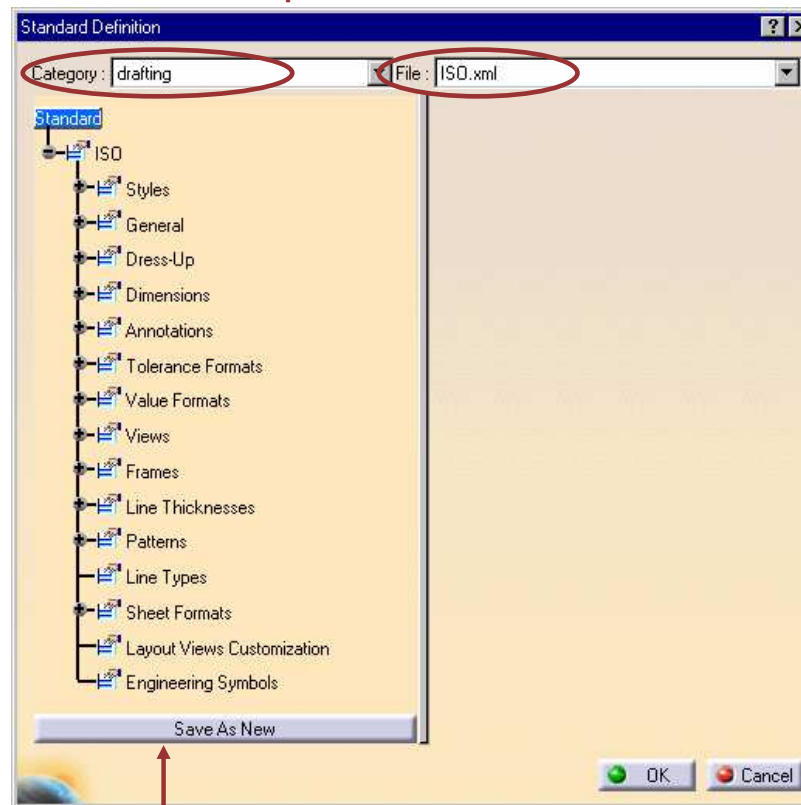 Standard Definition
Category : drafting File : ISO.xml
Standard
ISO
Styles
General
Dress-Up
Dimensions
Annotations
Tolerance Formats
Value Formats
Views
Frames
Line Thicknesses
Patterns
Line Types
Sheet Formats
Layout Views Customization
Engineering Symbols
Save As New
OK Cancel